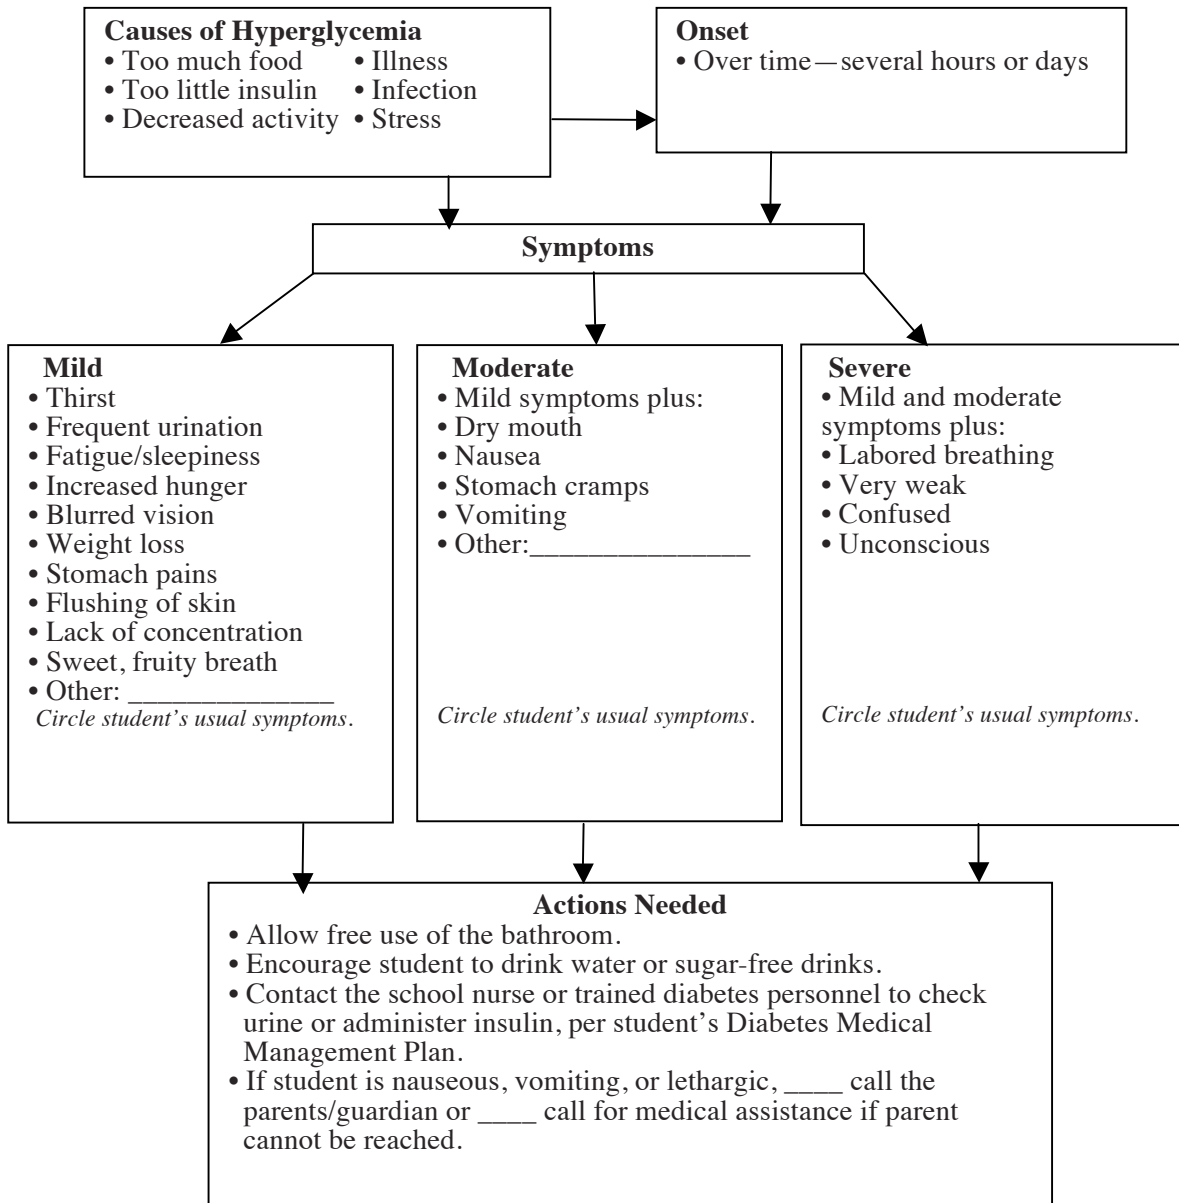 Causes of Hyperglycemia
• Too much food • Illness
• Too little insulin • Infection
• Decreased activity • Stress
Onset
• Over time—several hours or days
Symptoms
Mild
• Thirst
• Frequent urination
• Fatigue/sleepiness
• Increased hunger
• Blurred vision
• Weight loss
• Stomach pains
• Flushing of skin
• Lack of concentration
• Sweet, fruity breath
• Other: ______________
Circle student’s usual symptoms.
Moderate
• Mild symptoms plus:
• Dry mouth
• Nausea
• Stomach cramps
• Vomiting
• Other:_______________
Circle student’s usual symptoms.
Severe
• Mild and moderate
symptoms plus:
• Labored breathing
• Very weak
• Confused
• Unconscious
Circle student’s usual symptoms.
Actions Needed
• Allow free use of the bathroom.
• Encourage student to drink water or sugar-free drinks.
• Contact the school nurse or trained diabetes personnel to check
urine or administer insulin, per student’s Diabetes Medical
Management Plan.
• If student is nauseous, vomiting, or lethargic, ____ call the
parents/guardian or ____ call for medical assistance if parent
cannot be reached.